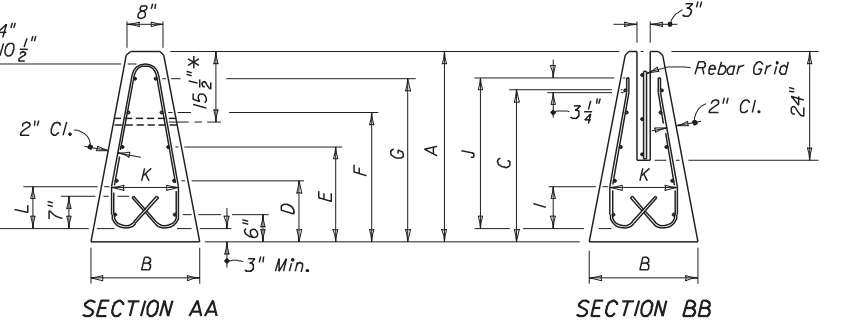 4"
10 1/2"
8"
15 1/2"*
2" Cl.
K
L
7"
6"
D
E
F
G
A
3" Min.
B
SECTION AA
3"
Rebar Grid
24"
3 1/4"
2" Cl.
J
C
K
I
B
SECTION BB